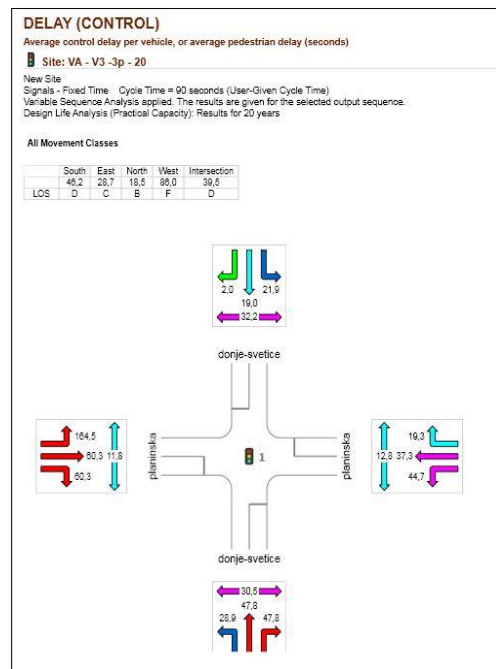 DELAY (CONTROL)
Average control delay per vehicle, or average pedestrian delay (seconds)
Site: VA - V3 -3p - 20
New Site
Signals - Fixed Time Cycle Time = 90 seconds (User-Given Cycle Time)
Variable Sequence Analysis applied. The results are given for the selected output sequence.
Design Life Analysis (Practical Capacity): Results for 20 years
All Movement Classes
South East North West Intersection
46,2 28,7 18,5 86,0 39,5
LOS D C B F D
2,0 21,9
19,0
32,2
donje-svetice
164,5
60,3 11,8
60,3
planinska
1
planinska
19,3
12,8 37,3
44,7
donje-svetice
30,5
47,8
28,9 47,8